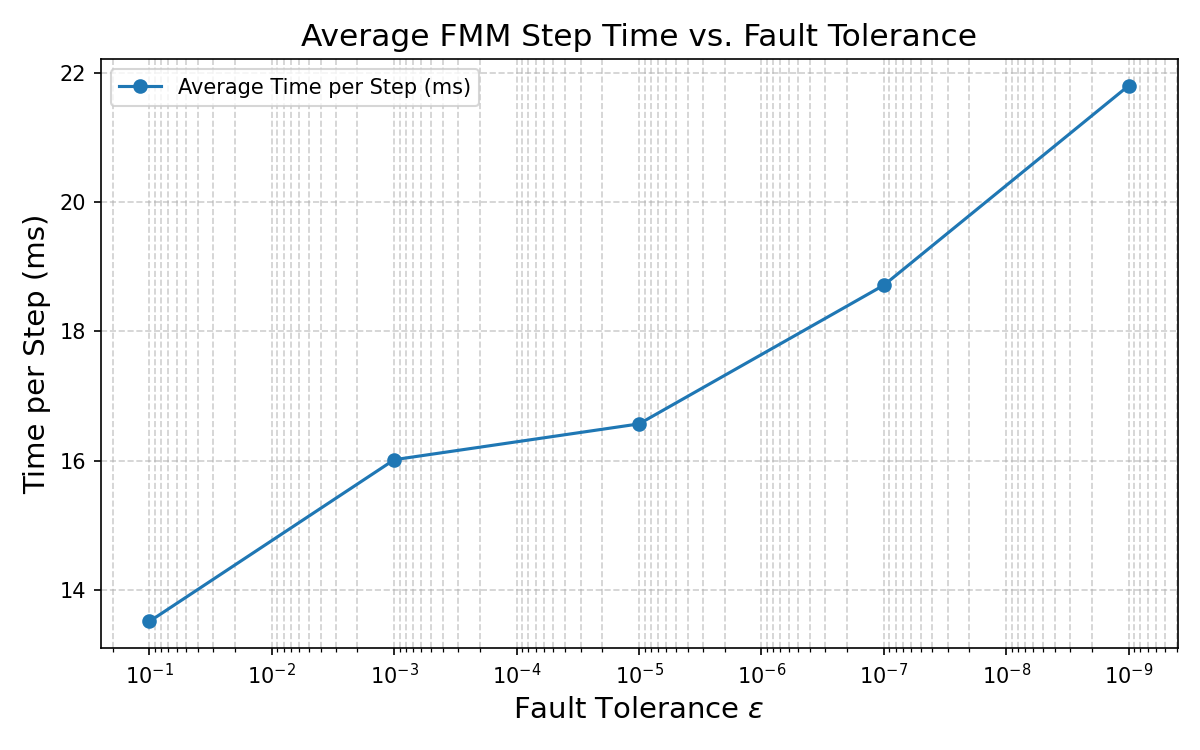 Average FMM Step Time vs. Fault Tolerance
Average Time per Step (ms)
Time per Step (ms)
22
20
18
16
14
10⁻¹ 10⁻² 10⁻³ 10⁻⁴ 10⁻⁵ 10⁻⁶ 10⁻⁷ 10⁻⁸ 10⁻⁹
Fault Tolerance ε